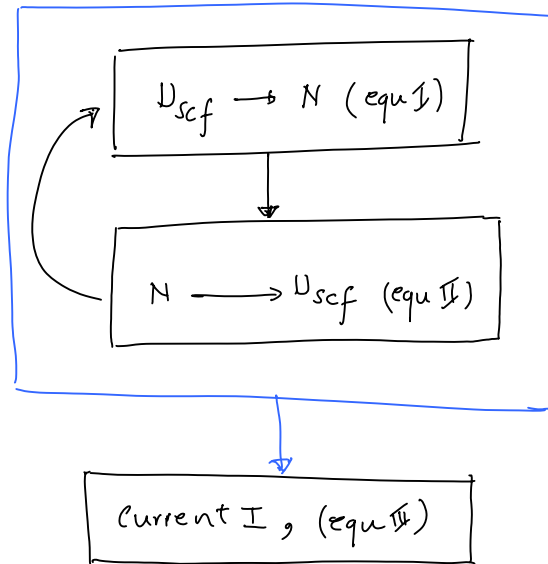 Uscf → N (equ I)
N → Uscf (equ II)
Current I, (equ III)